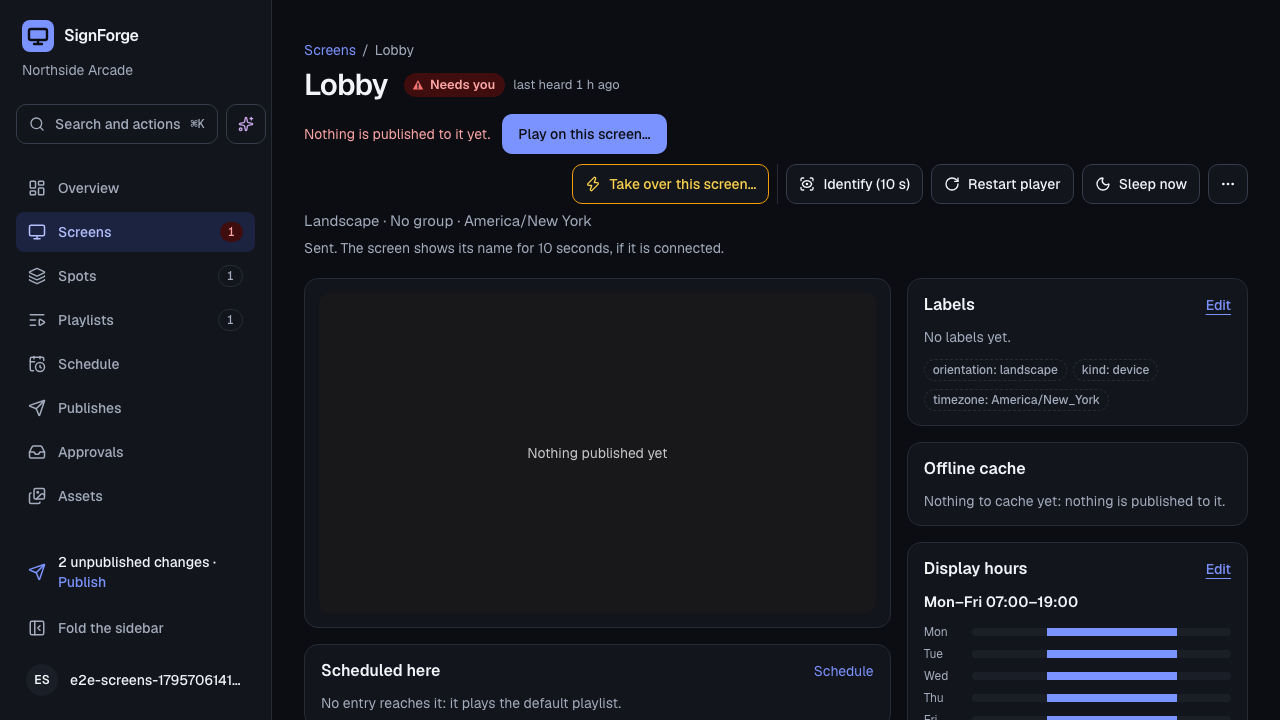 SignForge
Northside Arcade
Search and actions ⌘K
Overview
Screens 1
Spots 1
Playlists 1
Schedule
Publishes
Approvals
Assets
2 unpublished changes ·
Publish
Fold the sidebar
ES e2e-screens-1795706141…
Screens / Lobby
Lobby Needs you last heard 1 h ago
Nothing is published to it yet. Play on this screen…
Take over this screen… Identify (10 s) Restart player Sleep now ···
Landscape · No group · America/New York
Sent. The screen shows its name for 10 seconds, if it is connected.
Nothing published yet
Scheduled here Schedule
No entry reaches it: it plays the default playlist.
Labels Edit
No labels yet.
orientation: landscape kind: device
timezone: America/New_York
Offline cache
Nothing to cache yet: nothing is published to it.
Display hours Edit
Mon–Fri 07:00–19:00
Mon
Tue
Wed
Thu
Fri